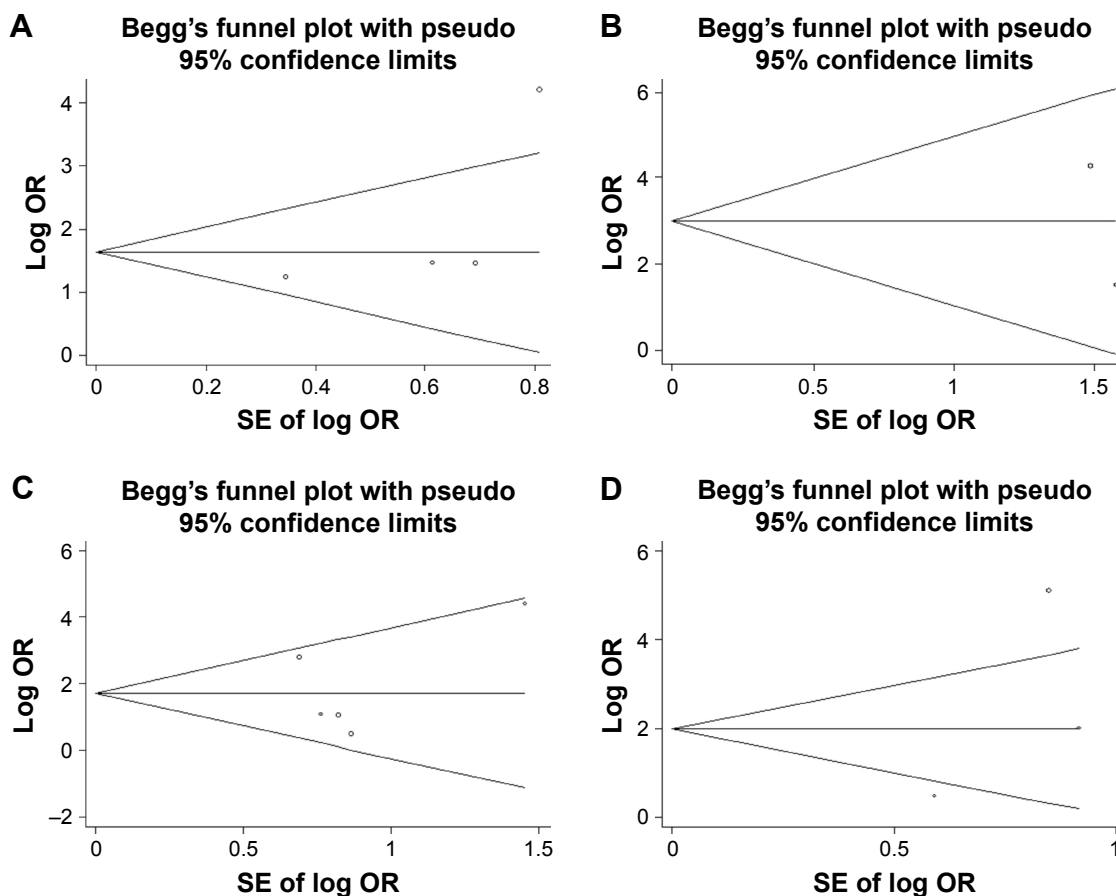 A
Begg’s funnel plot with pseudo
95% confidence limits
Log OR
4
3
2
1
0
0
0.2
0.4
0.6
0.8
SE of log OR
B
Begg’s funnel plot with pseudo
95% confidence limits
Log OR
6
4
2
0
0
0.5
1
1.5
SE of log OR
C
Begg’s funnel plot with pseudo
95% confidence limits
Log OR
6
4
2
0
–2
0
0.5
1
1.5
SE of log OR
D
Begg’s funnel plot with pseudo
95% confidence limits
Log OR
6
4
2
0
0
0.5
1
SE of log OR